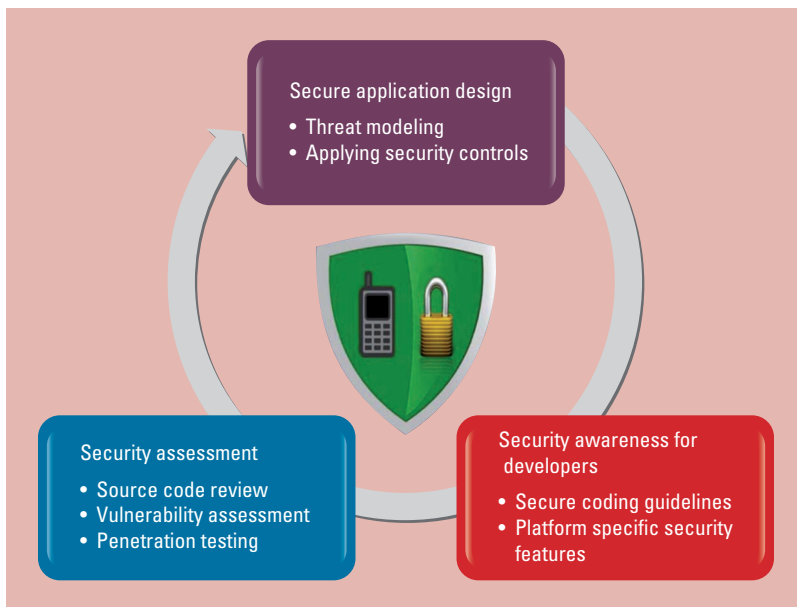 Secure application design
• Threat modeling
• Applying security controls
Security assessment
• Source code review
• Vulnerability assessment
• Penetration testing
Security awareness for
developers
• Secure coding guidelines
• Platform specific security
features